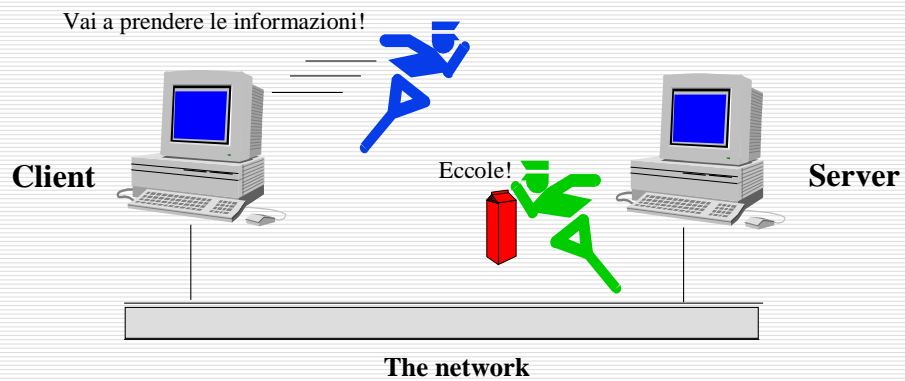 Vai a prendere le informazioni!
Eccole!
Client
Server
The network